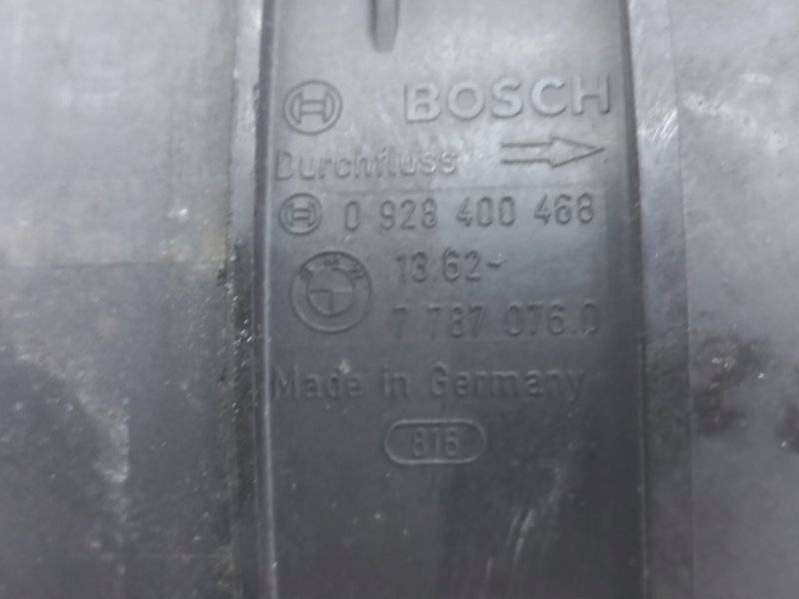 BOSCH
Durchfluss
0 928 400 468
13.62-
7 787 076.0
Made in Germany
816